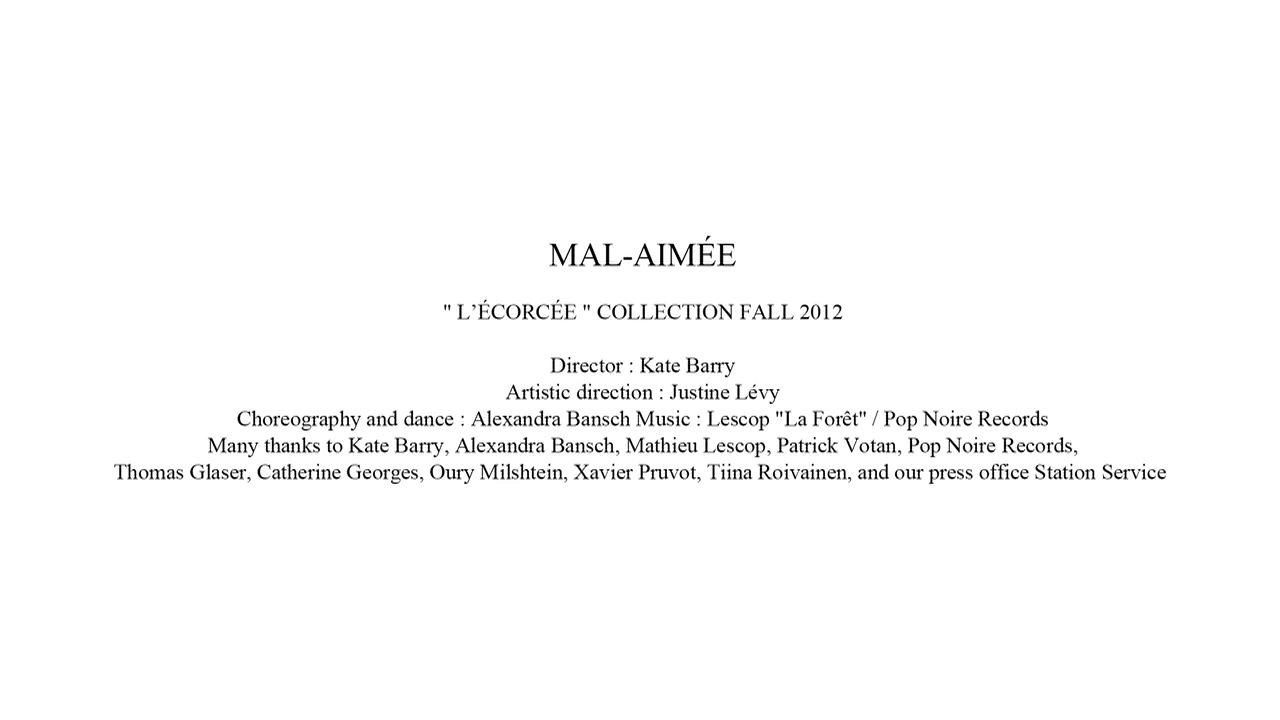 MAL-AIMÉE
" L’ÉCORCÉE " COLLECTION FALL 2012
Director : Kate Barry
Artistic direction : Justine Lévy
Choreography and dance : Alexandra Bansch Music : Lescop "La Forêt" / Pop Noire Records
Many thanks to Kate Barry, Alexandra Bansch, Mathieu Lescop, Patrick Votan, Pop Noire Records,
Thomas Glaser, Catherine Georges, Oury Milshtein, Xavier Pruvot, Tiina Roivainen, and our press office Station Service